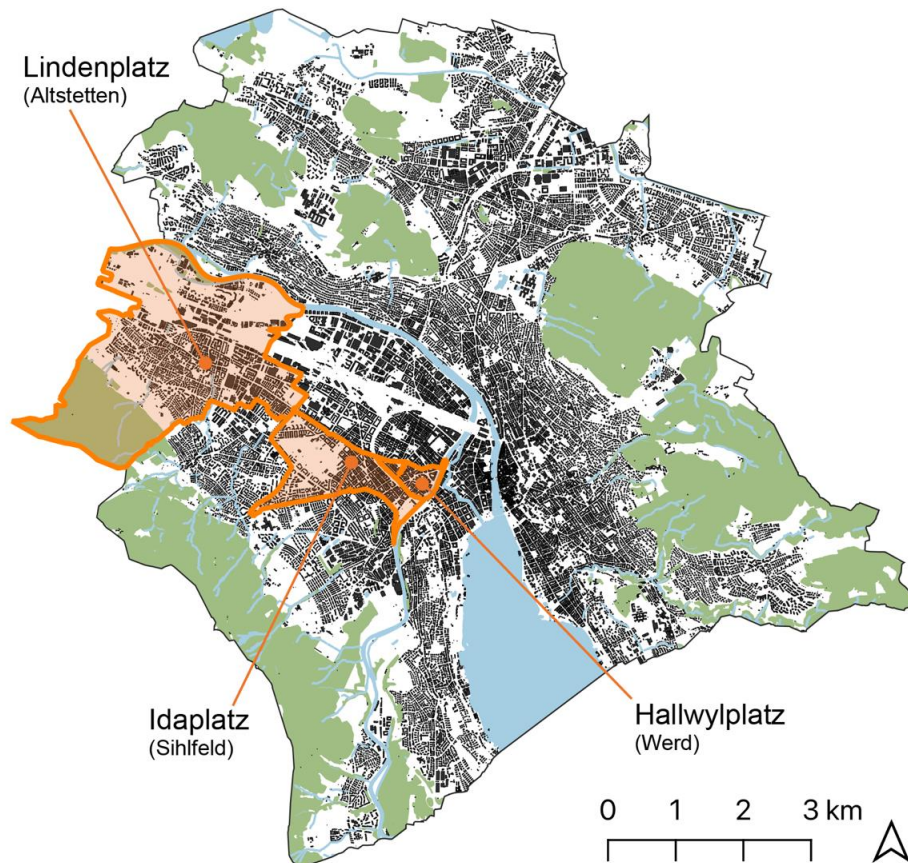 Lindenplatz
(Altstetten)
Idaplatz
(Sihlfeld)
Hallwylplatz
(Werd)
0 1 2 3 km